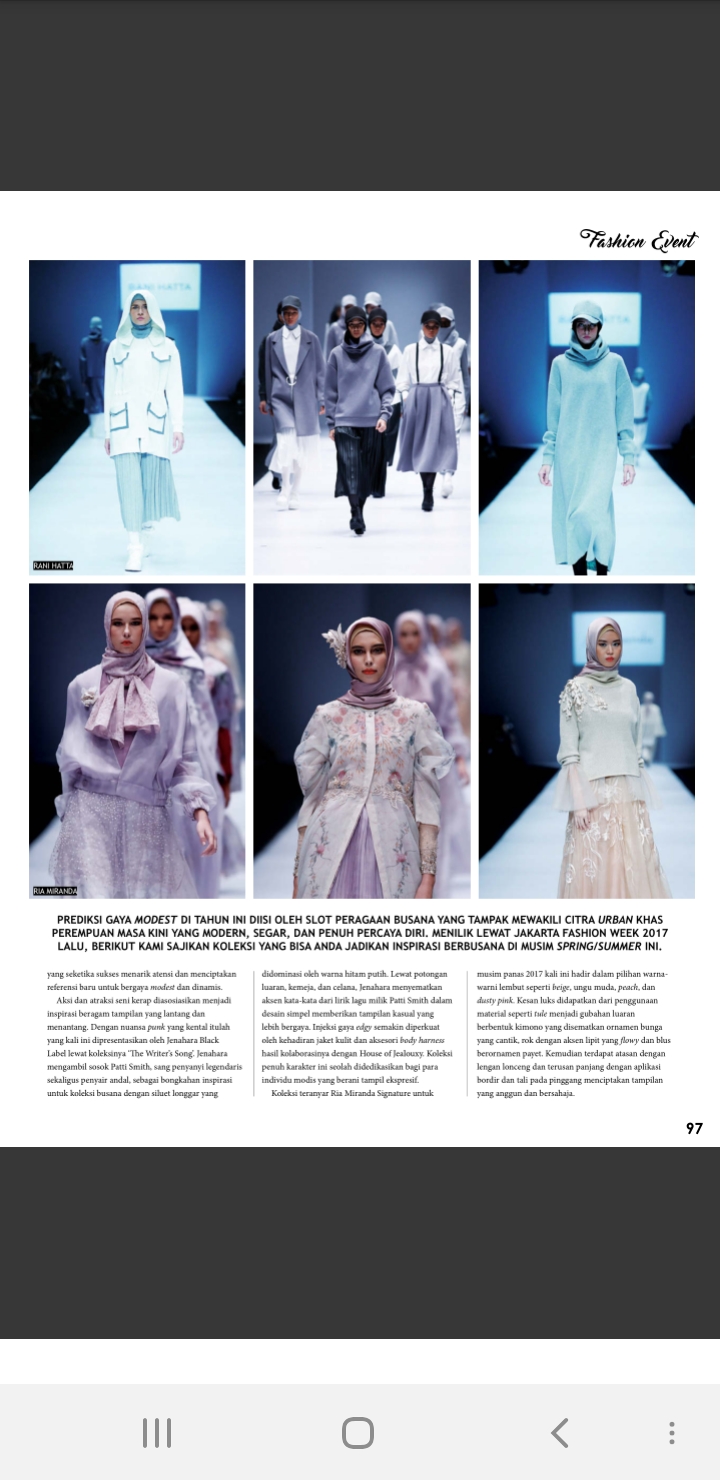 Fashion Event
RANI HATTA
RANI HATTA
RIA MIRANDA
PREDIKSI GAYA MODEST DI TAHUN INI DIISI OLEH SLOT PERAGAAN BUSANA YANG TAMPAK MEWAKILI CITRA URBAN KHAS
PEREMPUAN MASA KINI YANG MODERN, SEGAR, DAN PENUH PERCAYA DIRI. MENILIK LEWAT JAKARTA FASHION WEEK 2017
LALU, BERIKUT KAMI SAJIKAN KOLEKSI YANG BISA ANDA JADIKAN INSPIRASI BERBUSANA DI MUSIM SPRING/SUMMER INI.
yang seketika sukses menarik atensi dan menciptakan
referensi baru untuk bergaya modest dan dinamis.
Aksi dan atraksi seni kerap diasosiasikan menjadi
inspirasi beragam tampilan yang lantang dan
menantang. Dengan nuansa punk yang kental itulah
yang kali ini dipresentasikan oleh Jenahara Black
Label lewat koleksinya 'The Writer's Song'. Jenahara
mengambil sosok Patti Smith, sang penyanyi legendaris
sekaligus penyair andal, sebagai bongkahan inspirasi
untuk koleksi busana dengan siluet longgar yang
didominasi oleh warna hitam putih. Lewat potongan
luaran, kemeja, dan celana, Jenahara menyematkan
aksen kata-kata dari lirik lagu milik Patti Smith dalam
desain simpel memberikan tampilan kasual yang
lebih bergaya. Injeksi gaya edgy semakin diperkuat
oleh kehadiran jaket kulit dan aksesori body harness
hasil kolaborasinya dengan House of Jealouxy. Koleksi
penuh karakter ini seolah didedikasikan bagi para
individu modis yang berani tampil ekspresif.
Koleksi teranyar Ria Miranda Signature untuk
musim panas 2017 kali ini hadir dalam pilihan warna-
warni lembut seperti beige, ungu muda, peach, dan
dusty pink. Kesan luks didapatkan dari penggunaan
material seperti tule menjadi gubahan luaran
berbentuk kimono yang disematkan ornamen bunga
yang cantik, rok dengan aksen lipit yang flowy dan blus
berornamen payet. Kemudian terdapat atasan dengan
lengan lonceng dan terusan panjang dengan aplikasi
bordir dan tali pada pinggang menciptakan tampilan
yang anggun dan bersahaja.
97